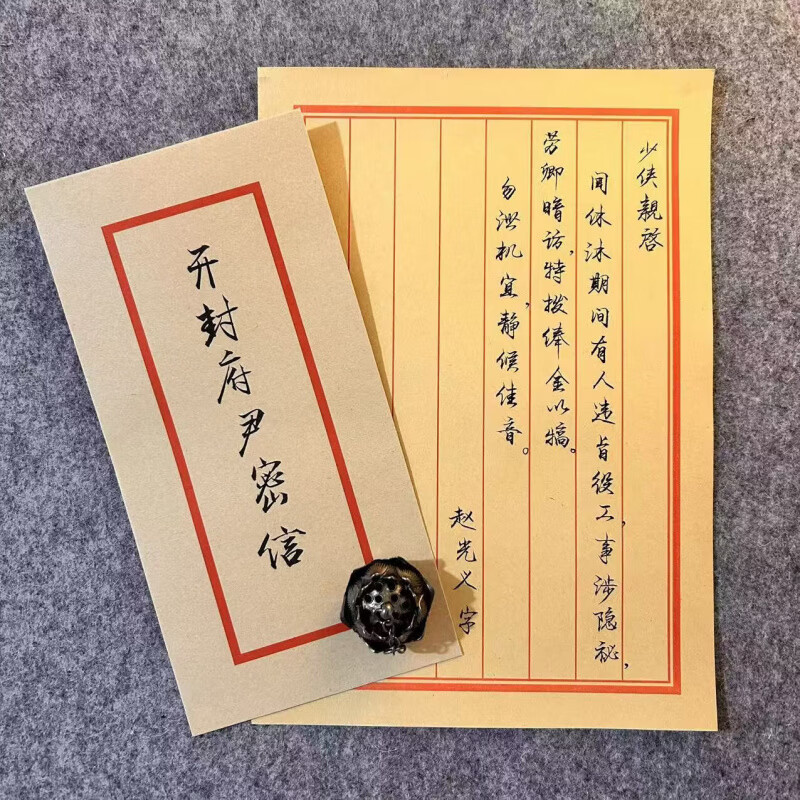 少侠親啓
闻休沐期间有人违旨役工，事涉隐祕，
劳卿暗访，特拨俸金以犒。
勿泄机宜，静候佳音。
赵光义字
开封府尹密信